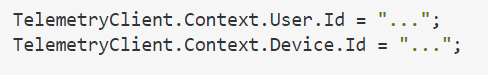 TelemetryClient.Context.User.Id = "...";
TelemetryClient.Context.Device.Id = "...";